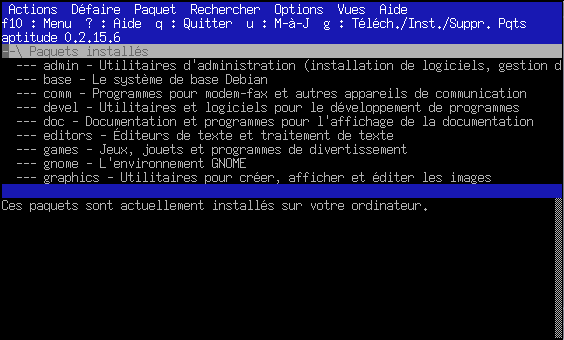 Actions  Défaire  Paquet  Rechercher  Options  Vues  Aide
f10 : Menu  ? : Aide  q : Quitter  u : M-à-J  g : Téléch./Inst./Suppr. Pqts
aptitude 0.2.15.6
--\ Paquets installés
--- admin - Utilitaires d'administration (installation de logiciels, gestion d
--- base - Le système de base Debian
--- comm - Programmes pour modem-fax et autres appareils de communication
--- devel - Utilitaires et logiciels pour le développement de programmes
--- doc - Documentation et programmes pour l'affichage de la documentation
--- editors - Éditeurs de texte et traitement de texte
--- games - Jeux, jouets et programmes de divertissement
--- gnome - L'environnement GNOME
--- graphics - Utilitaires pour créer, afficher et éditer les images
Ces paquets sont actuellement installés sur votre ordinateur.